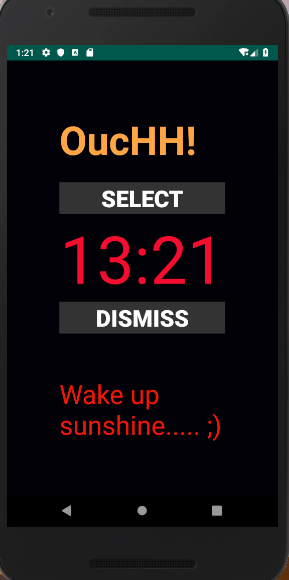 1:21
OucHH!
SELECT
13:21
DISMISS
Wake up
sunshine..... ;)